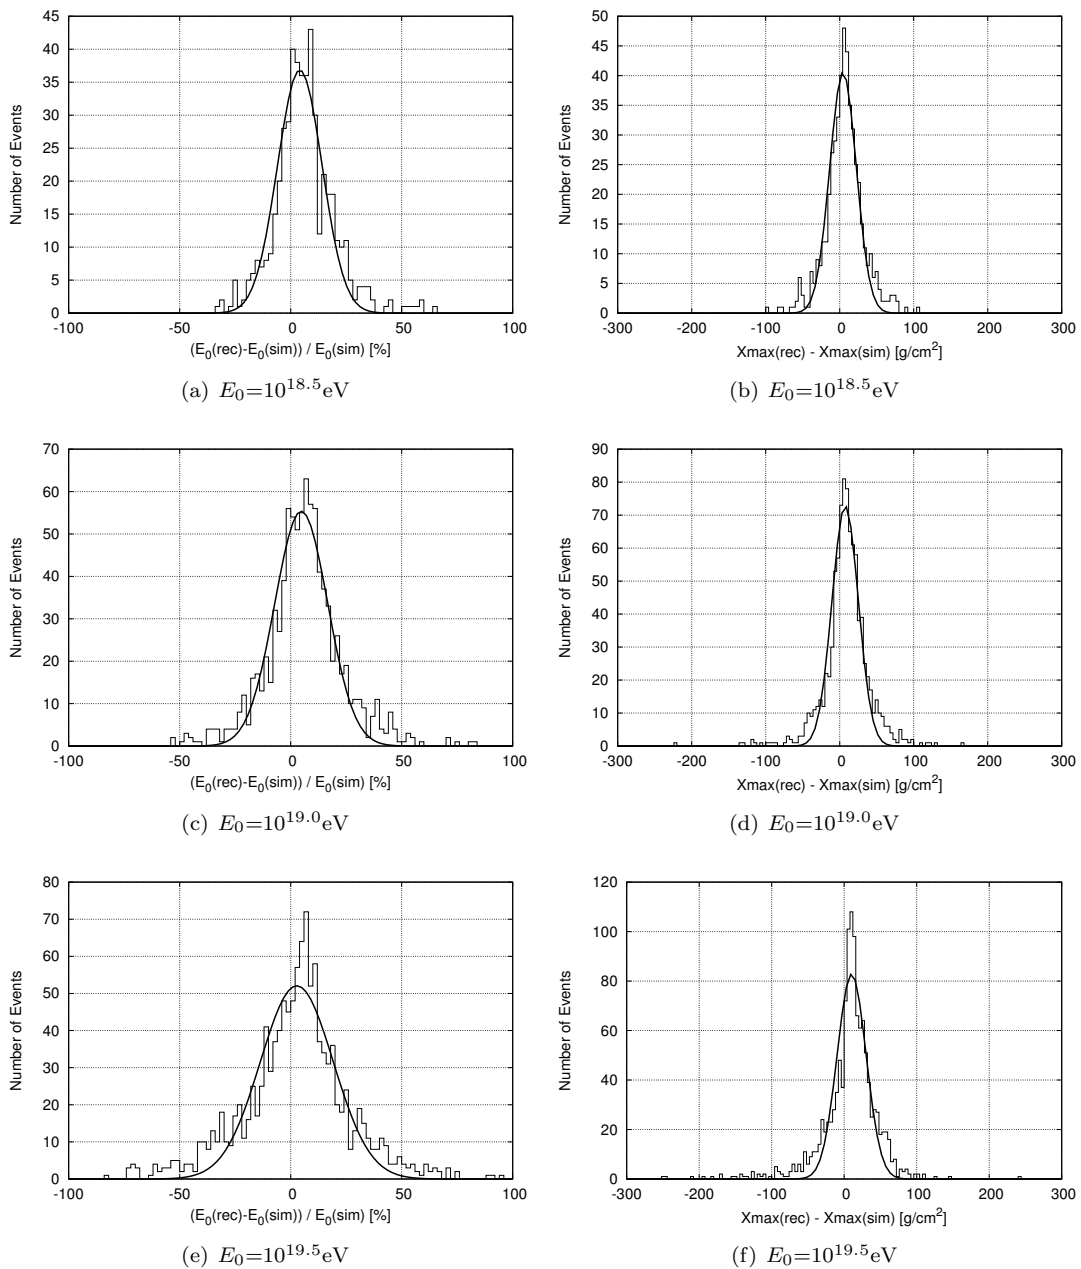 45
40
35
30
25
20
15
10
5
0
Number of Events
-100 -50 0 50 100
(E0(rec)-E0(sim)) / E0(sim) [%]
(a) E0=10^18.5eV
50
45
40
35
30
25
20
15
10
5
0
Number of Events
-300 -200 -100 0 100 200 300
Xmax(rec) - Xmax(sim) [g/cm²]
(b) E0=10^18.5eV
70
60
50
40
30
20
10
0
Number of Events
-100 -50 0 50 100
(E0(rec)-E0(sim)) / E0(sim) [%]
(c) E0=10^19.0eV
90
80
70
60
50
40
30
20
10
0
Number of Events
-300 -200 -100 0 100 200 300
Xmax(rec) - Xmax(sim) [g/cm²]
(d) E0=10^19.0eV
80
70
60
50
40
30
20
10
0
Number of Events
-100 -50 0 50 100
(E0(rec)-E0(sim)) / E0(sim) [%]
(e) E0=10^19.5eV
120
100
80
60
40
20
0
Number of Events
-300 -200 -100 0 100 200 300
Xmax(rec) - Xmax(sim) [g/cm²]
(f) E0=10^19.5eV